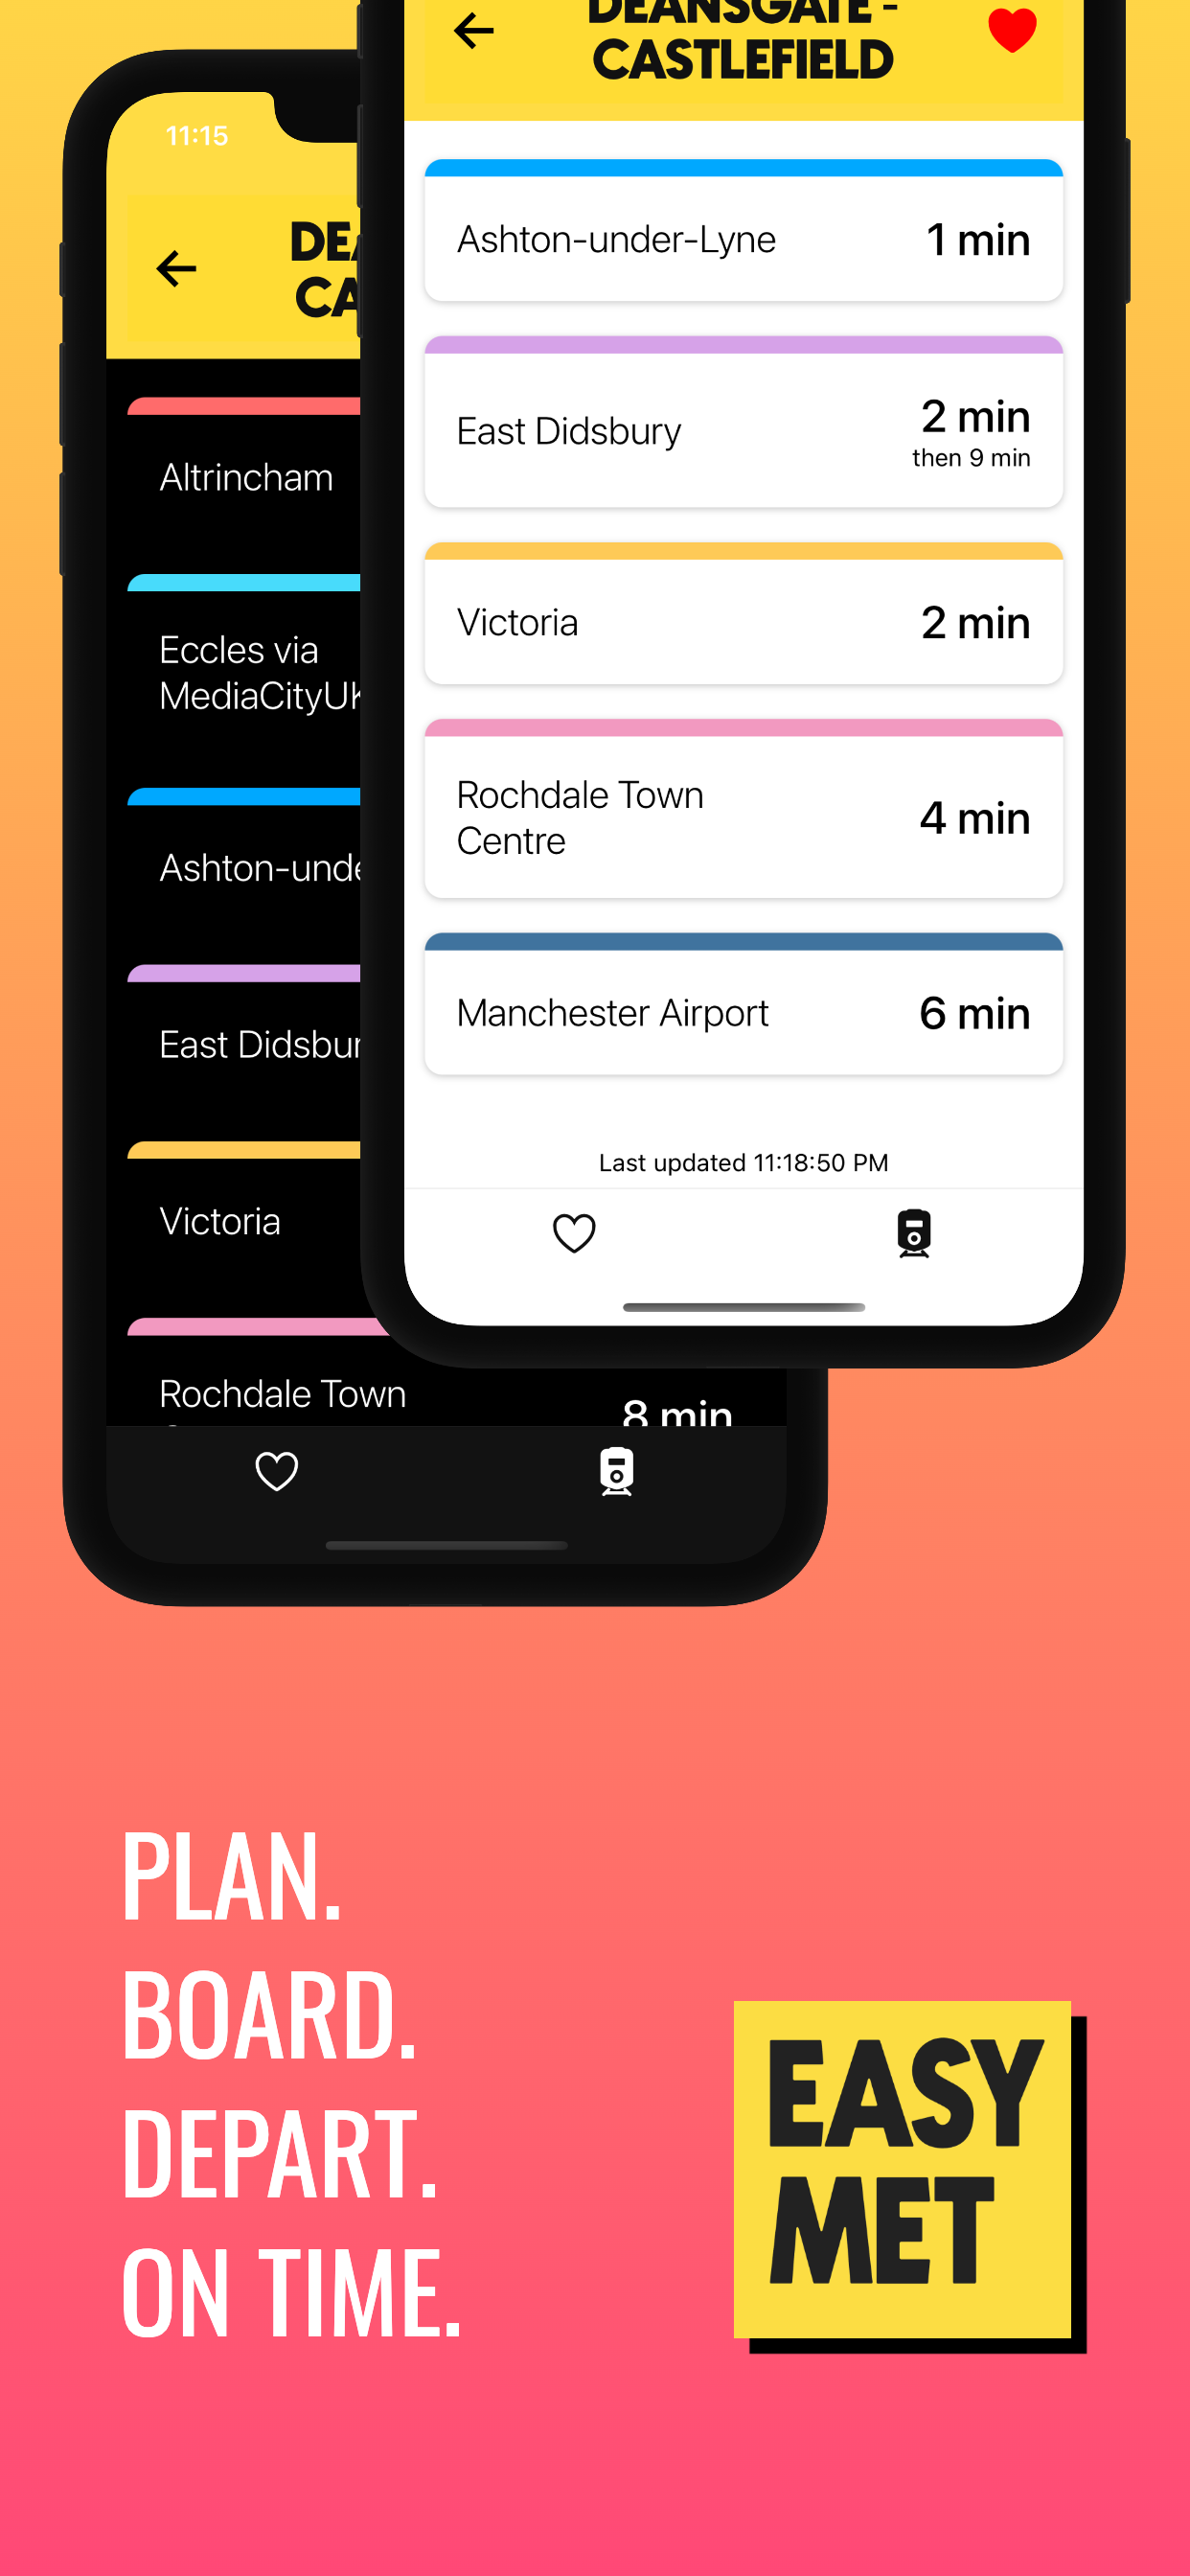 DEANSGATE -
CASTLEFIELD
Ashton-under-Lyne
1 min
East Didsbury
2 min
then 9 min
Victoria
2 min
Rochdale Town
Centre
4 min
Manchester Airport
6 min
Last updated 11:18:50 PM
11:15
DEA
CA
Altrincham
Eccles via
MediaCityUK
Ashton-unde
East Didsbur
Victoria
Rochdale Town
8 min
PLAN.
BOARD.
DEPART.
ON TIME.
EASY
MET